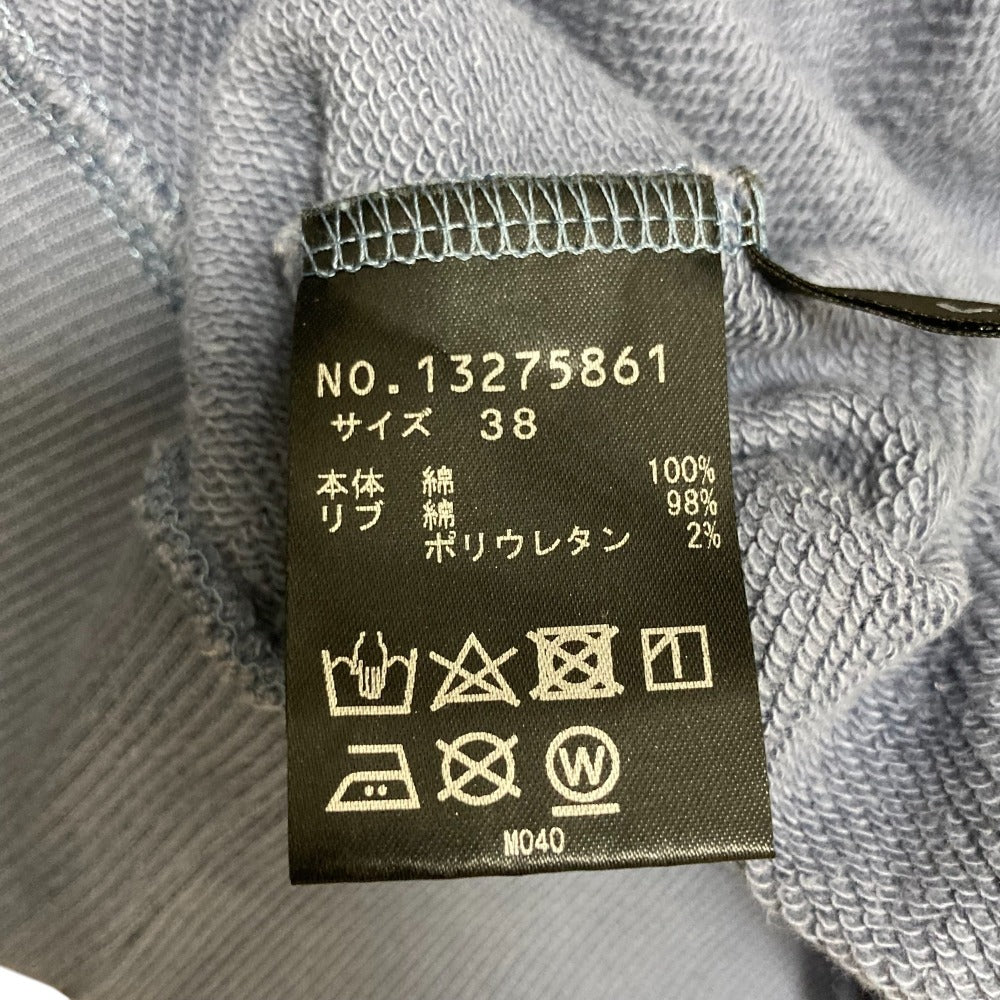 NO.13275861
サイズ 38
本体 綿 100%
リブ 綿 98%
ポリウレタン 2%
W
M040